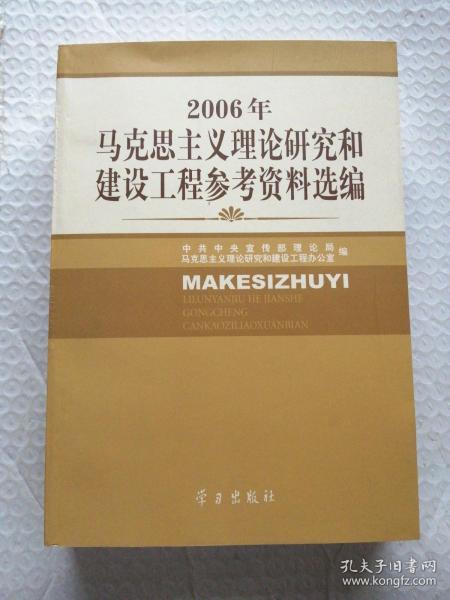 2006年
马克思主义理论研究和
建设工程参考资料选编
中共中央宣传部理论局
马克思主义理论研究和建设工程办公室
编
MAKESIZHUYI
LILUNYANJIU HE JIANSHE
GONGCHENG
CANKAOZILIAOXUANBIAN
学习出版社
孔夫子旧书网
www.kongfz.com